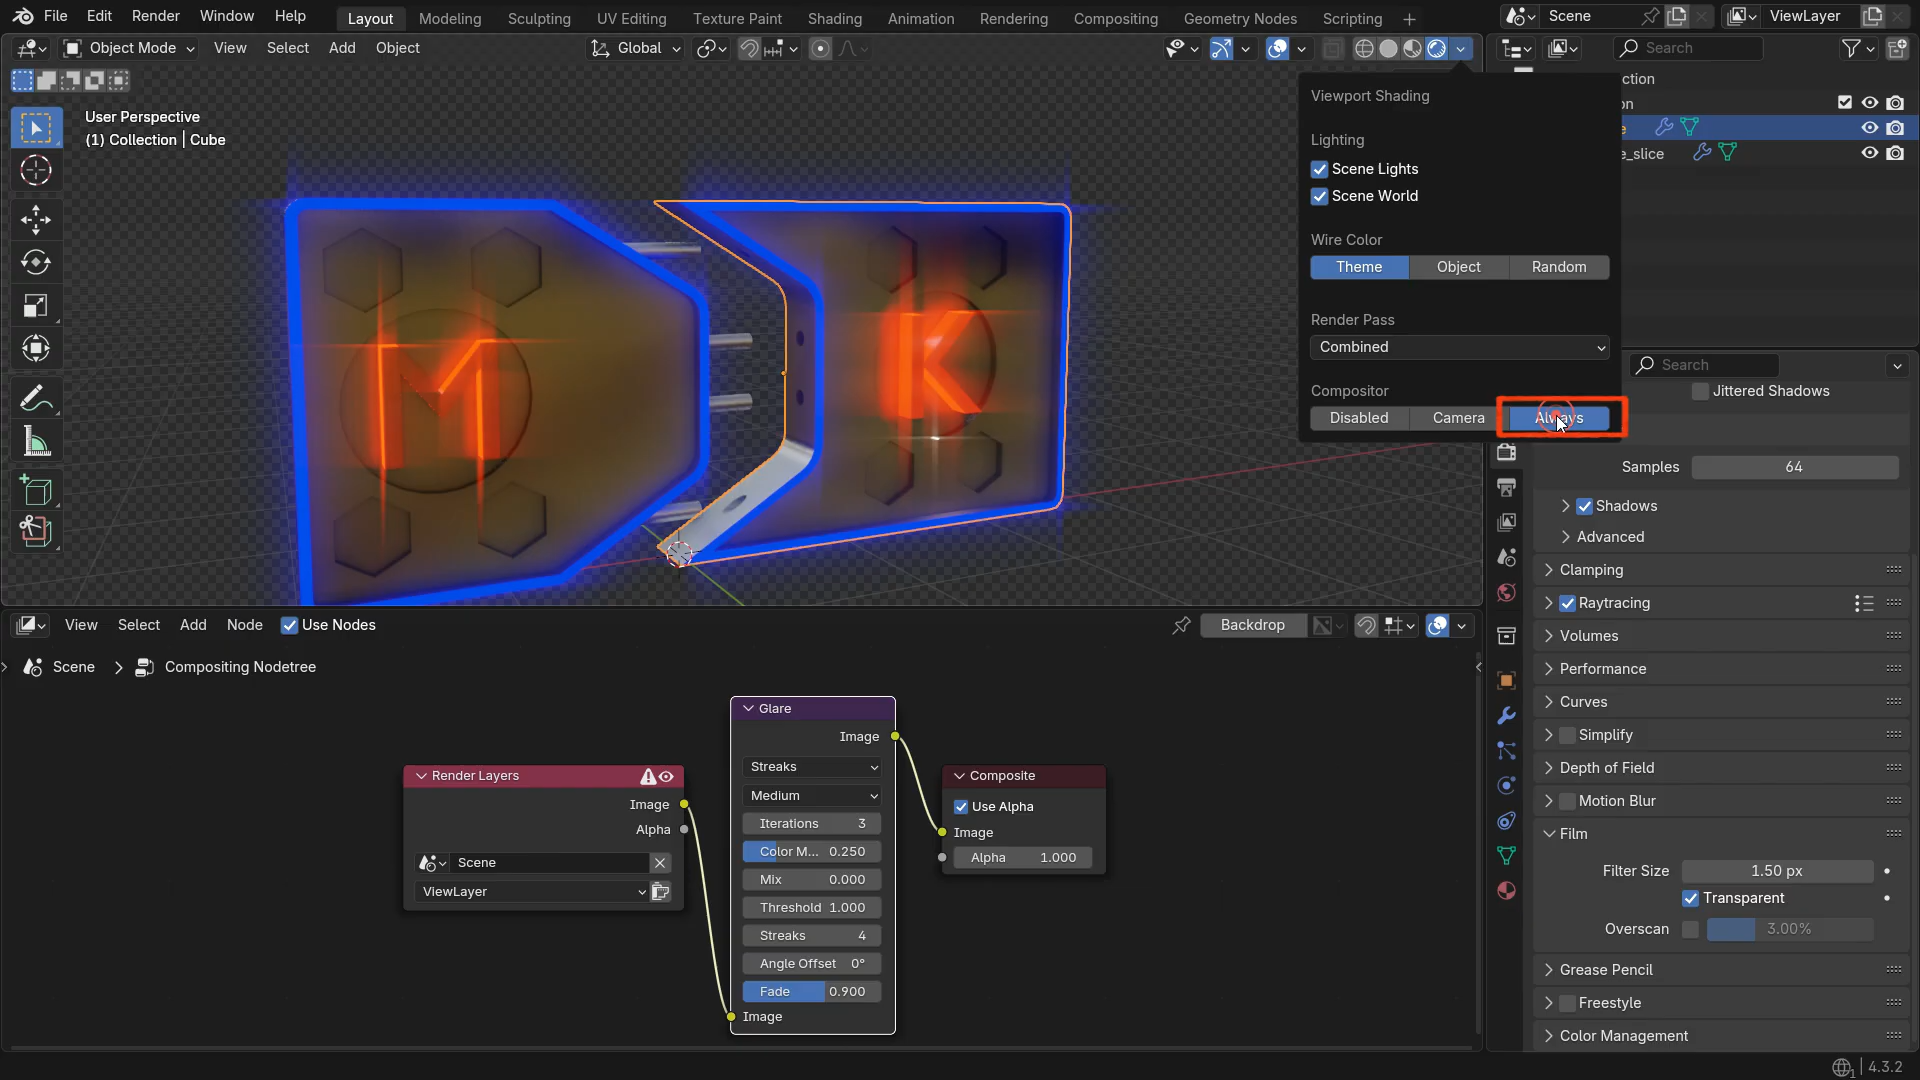 File Edit Render Window Help Layout Modeling Sculpting UV Editing Texture Paint Shading Animation Rendering Compositing Geometry Nodes Scripting + Scene ViewLayer
Object Mode View Select Add Object Global Search
User Perspective
(1) Collection | Cube
M K
Viewport Shading
Lighting
Scene Lights
Scene World
Wire Color
Theme Object Random
Render Pass
Combined
Compositor
Disabled Camera Always
ction
on
e
e_slice
Search
Jittered Shadows
Samples 64
Shadows
Advanced
Clamping
Raytracing
Volumes
Performance
Curves
Simplify
Depth of Field
Motion Blur
Film
Filter Size 1.50 px
Transparent
Overscan 3.00%
Grease Pencil
Freestyle
Color Management
View Select Add Node Use Nodes Backdrop
Scene > Compositing Nodetree
Render Layers
Image
Alpha
Scene
ViewLayer
Glare
Image
Streaks
Medium
Iterations 3
Color M... 0.250
Mix 0.000
Threshold 1.000
Streaks 4
Angle Offset 0°
Fade 0.900
Image
Composite
Use Alpha
Image
Alpha 1.000
4.3.2